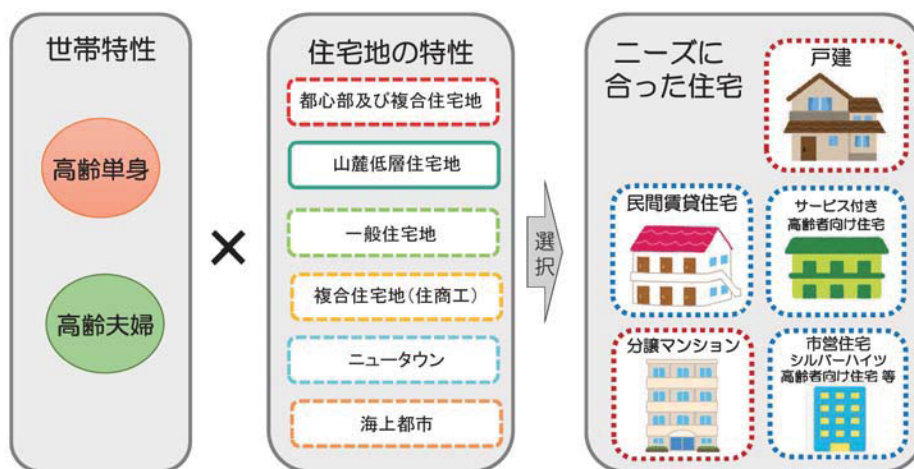 世帯特性
高齢単身
高齢夫婦
×
住宅地の特性
都心部及び複合住宅地
山麓低層住宅地
一般住宅地
複合住宅地(住商工)
ニュータウン
海上都市
選択
ニーズに
合った住宅
戸建
民間賃貸住宅
サービス付き
高齢者向け住宅
分譲マンション
市営住宅
シルバーハイツ
高齢者向け住宅 等